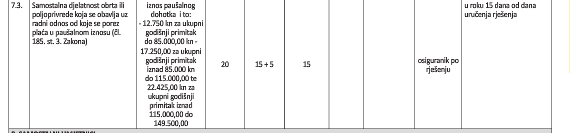 7.3.
Samostalna djelatnost obrta ili
poljoprivrede koja se obavlja uz
radni odnos od koje se porez
plaća u paušalnom iznosu (čl.
185. st. 3. Zakona)
iznos paušalnog
dohotka i to:
- 12.750 kn za ukupni
godišnji primitak
do 85.000,00 kn -
17.250,00 za ukupni
godišnji primitak
iznad 85.000 kn
do 115.000,00 te
22.425,00 kn za
ukupni godišnji
primitak iznad
115.000,00 do
149.500,00
20
15 + 5
15
osiguranik po
rješenju
u roku 15 dana od dana
uručenja rješenja